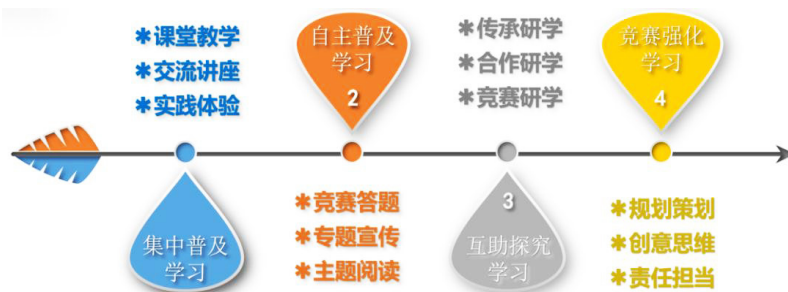 *课堂教学
*交流讲座
*实践体验
集中普及
学习
自主普及
学习
2
*竞赛答题
*专题宣传
*主题阅读
*传承研学
*合作研学
*竞赛研学
3
互助探究
学习
竞赛强化
学习
4
*规划策划
*创意思维
*责任担当